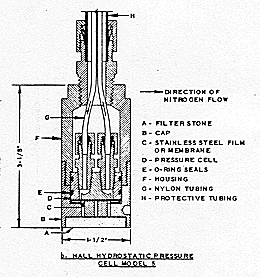 H
DIRECTION OF
NITROGEN FLOW
A - FILTER STONE
B - CAP
C - STAINLESS STEEL FILM
OR MEMBRANE
D - PRESSURE CELL
E - O-RING SEALS
F - HOUSING
G - NYLON TUBING
H - PROTECTIVE TUBING
G
F
3-1/8"
E
D
C
B
A
1-1/2"
b. HALL HYDROSTATIC PRESSURE
CELL MODEL 5